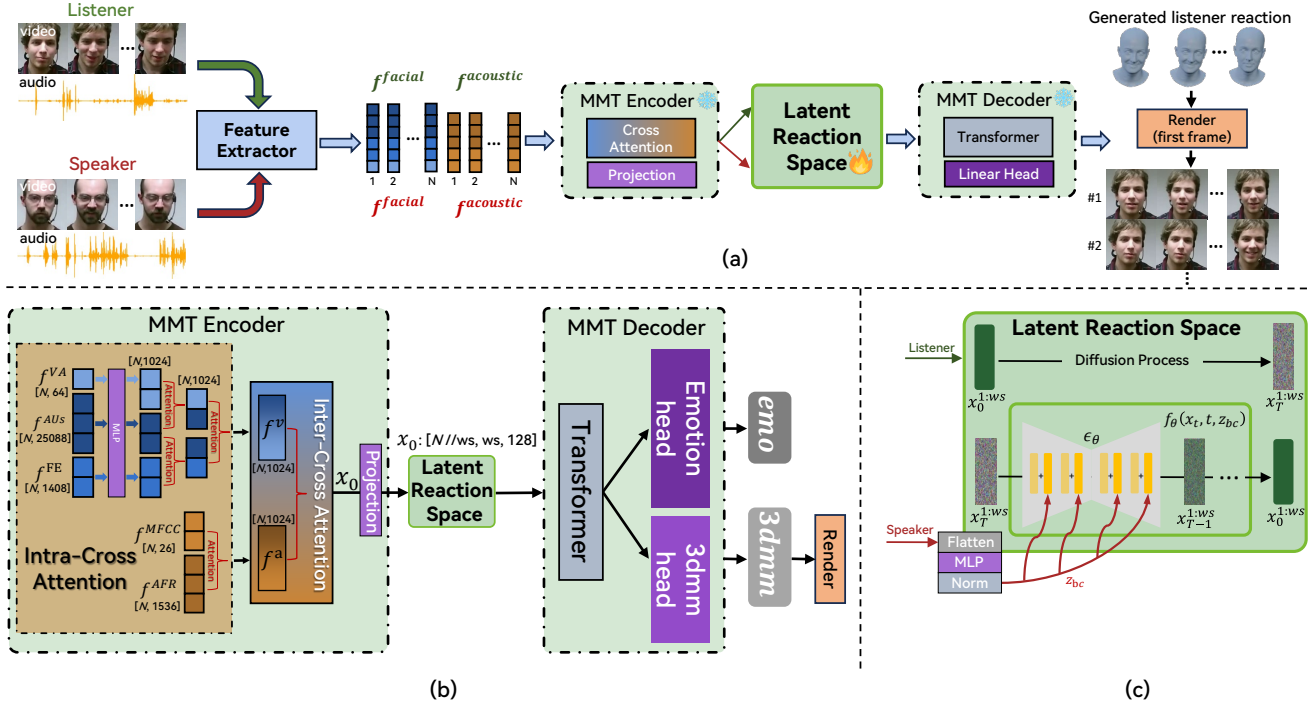 Listener
video
audio
Speaker
video
audio
Feature
Extractor
f^{facial}
f^{acoustic}
1 2 N 1 2 N
f^{facial}
f^{acoustic}
MMT Encoder
Cross
Attention
Projection
Latent
Reaction
Space
MMT Decoder
Transformer
Linear Head
Generated listener reaction
Render
(first frame)
#1
#2
(a)
MMT Encoder
f^{VA}
[N, 64]
f^{AUs}
[N, 25088]
f^{FE}
[N, 1408]
MLP
[N,1024]
Attention
Attention
[N,1024]
Attention
f^{MFCC}
[N, 26]
f^{AFR}
[N, 1536]
Attention
Intra-Cross
Attention
f^v
[N,1024]
[N,1024]
f^a
Inter-Cross Attention
x_0
Projection
x_0: [N //ws, ws, 128]
Latent
Reaction
Space
MMT Decoder
Transformer
Emotion
head
3dmm
head
emo
3dmm
Render
(b)
Latent Reaction Space
Listener
Diffusion Process
x_0^{1:ws}
x_T^{1:ws}
f_θ(x_t, t, z_{bc})
ϵ_θ
+ + + +
x_T^{1:ws}
x_{T-1}^{1:ws}
x_0^{1:ws}
Speaker
Flatten
MLP
Norm
z_{bc}
(c)